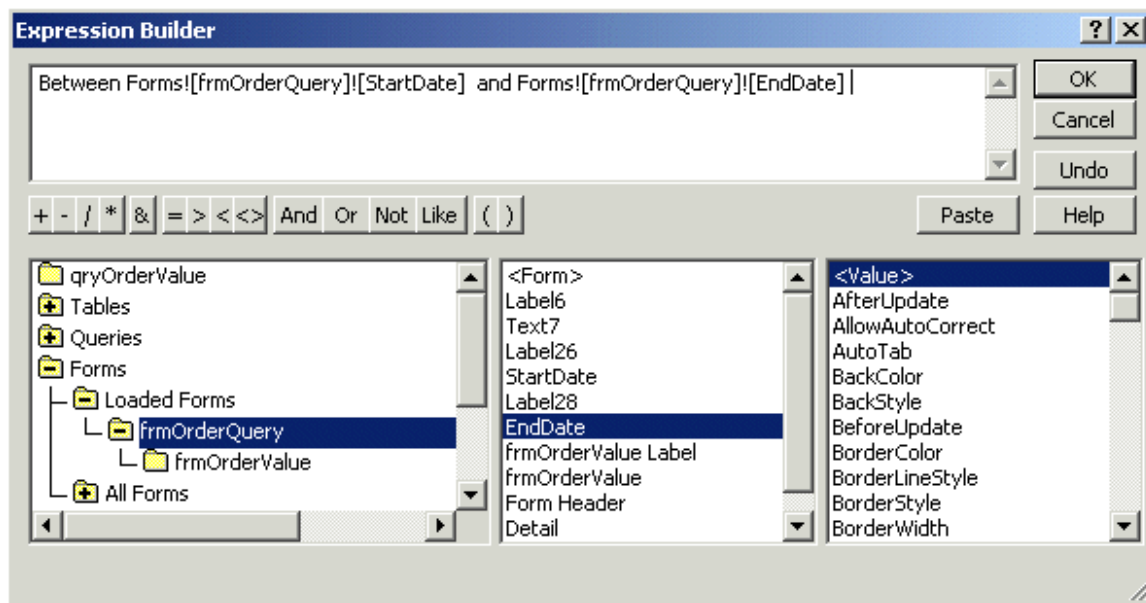 Expression Builder
? X
Between Forms![frmOrderQuery]![StartDate]  and Forms![frmOrderQuery]![EndDate]
OK
Cancel
Undo
+ - / * & = > < <> And Or Not Like ( ) Paste Help
qryOrderValue
Tables
Queries
Forms
Loaded Forms
frmOrderQuery
frmOrderValue
All Forms
<Form>
Label6
Text7
Label26
StartDate
Label28
EndDate
frmOrderValue Label
frmOrderValue
Form Header
Detail
<Value>
AfterUpdate
AllowAutoCorrect
AutoTab
BackColor
BackStyle
BeforeUpdate
BorderColor
BorderLineStyle
BorderStyle
BorderWidth